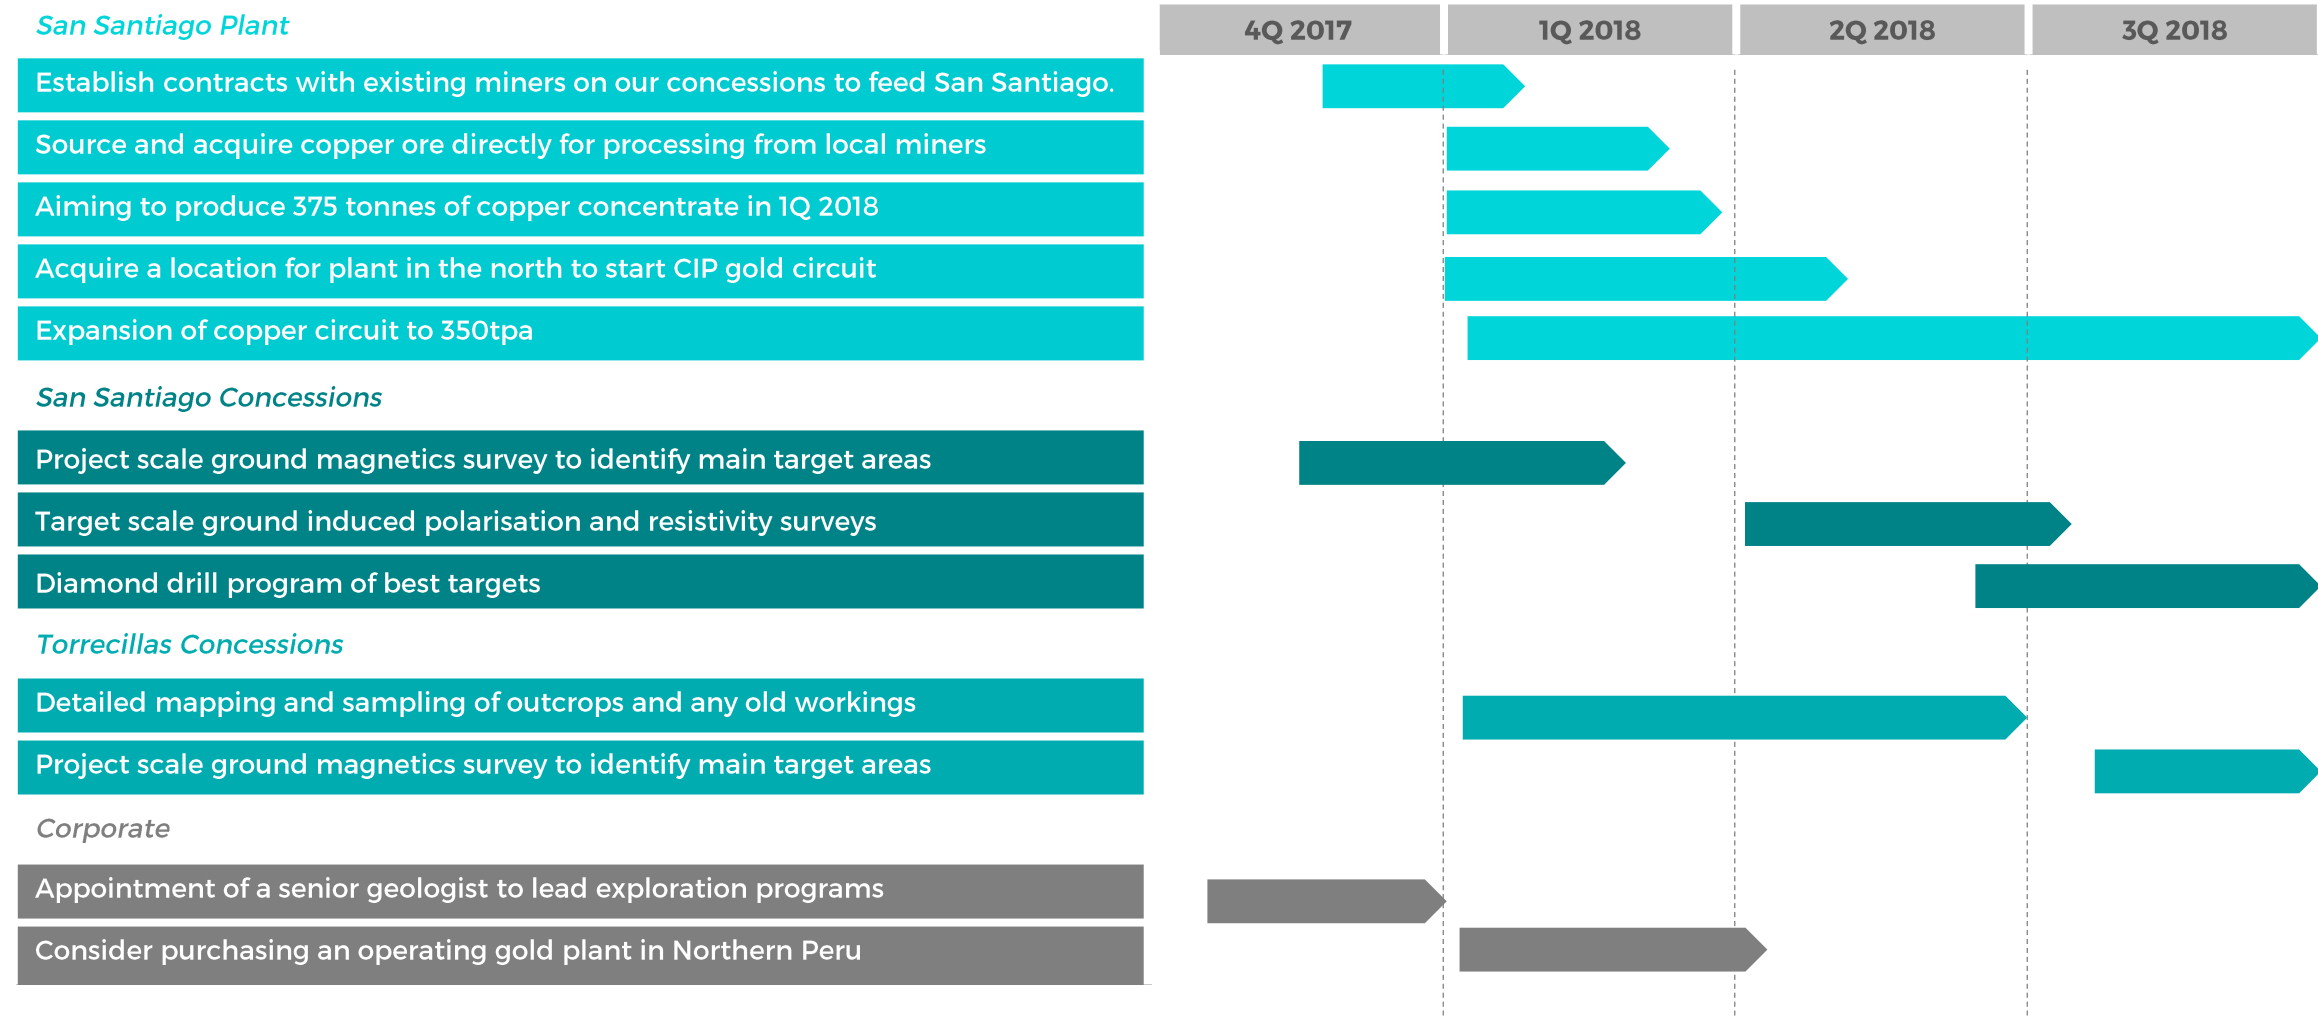 San Santiago Plant
4Q 2017
1Q 2018
2Q 2018
3Q 2018
Establish contracts with existing miners on our concessions to feed San Santiago.
Source and acquire copper ore directly for processing from local miners
Aiming to produce 375 tonnes of copper concentrate in 1Q 2018
Acquire a location for plant in the north to start CIP gold circuit
Expansion of copper circuit to 350tpa
San Santiago Concessions
Project scale ground magnetics survey to identify main target areas
Target scale ground induced polarisation and resistivity surveys
Diamond drill program of best targets
Torrecillas Concessions
Detailed mapping and sampling of outcrops and any old workings
Project scale ground magnetics survey to identify main target areas
Corporate
Appointment of a senior geologist to lead exploration programs
Consider purchasing an operating gold plant in Northern Peru